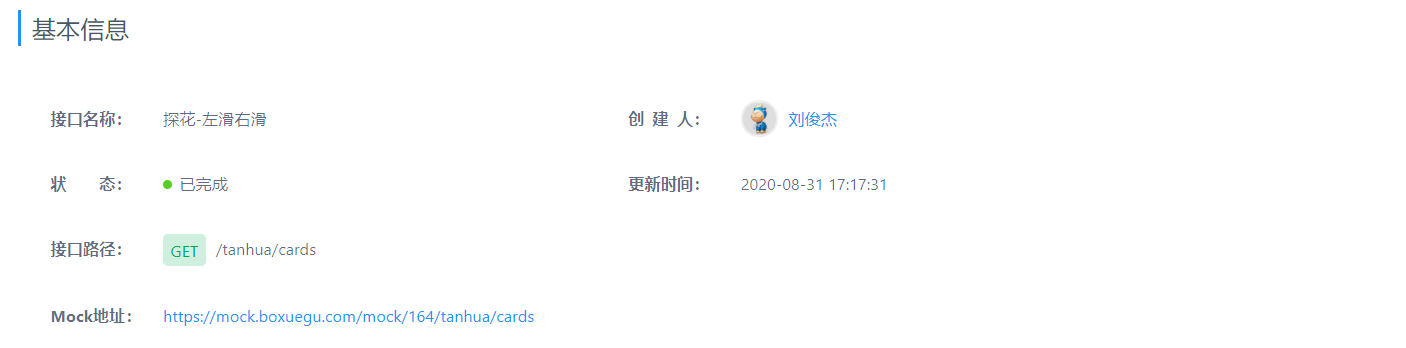 基本信息
接口名称： 探花-左滑右滑 创 建 人： 刘俊杰
状 态： 已完成 更新时间： 2020-08-31 17:17:31
接口路径： GET /tanhua/cards
Mock地址： https://mock.boxuegu.com/mock/164/tanhua/cards